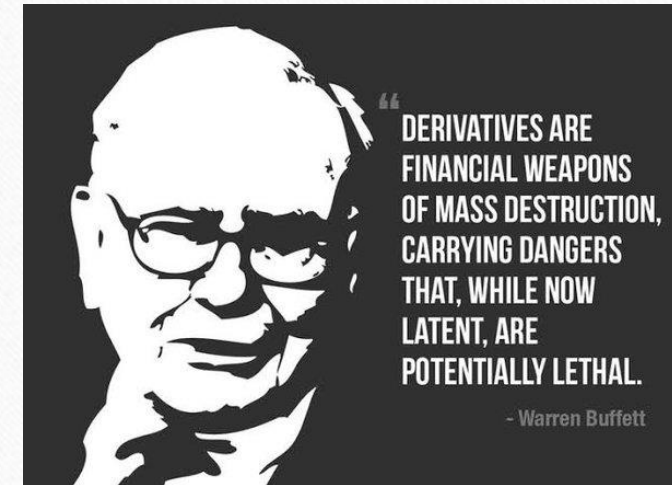 “
DERIVATIVES ARE
FINANCIAL WEAPONS
OF MASS DESTRUCTION,
CARRYING DANGERS
THAT, WHILE NOW
LATENT, ARE
POTENTIALLY LETHAL.
- Warren Buffett